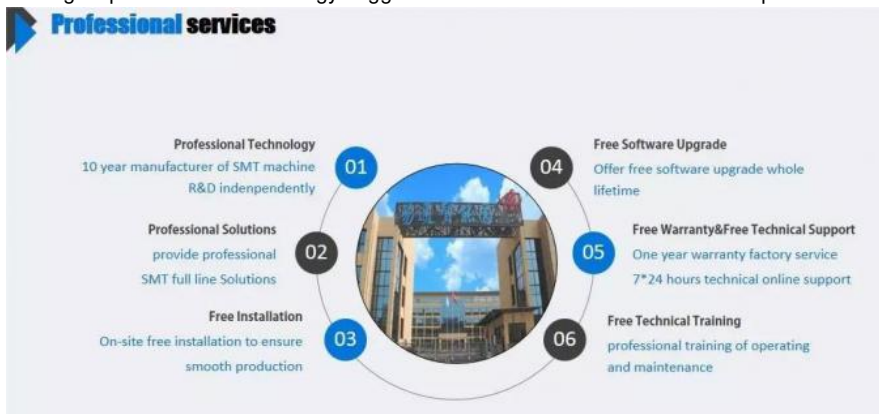 Professional services
Professional Technology
10 year manufacturer of SMT machine
R&D indenpendently
01
Professional Solutions
provide professional
SMT full line Solutions
02
Free Installation
On-site free installation to ensure
smooth production
03
Free Software Upgrade
Offer free software upgrade whole
lifetime
04
Free Warranty&Free Technical Support
One year warranty factory service
7*24 hours technical online support
05
Free Technical Training
professional training of operating
and maintenance
06